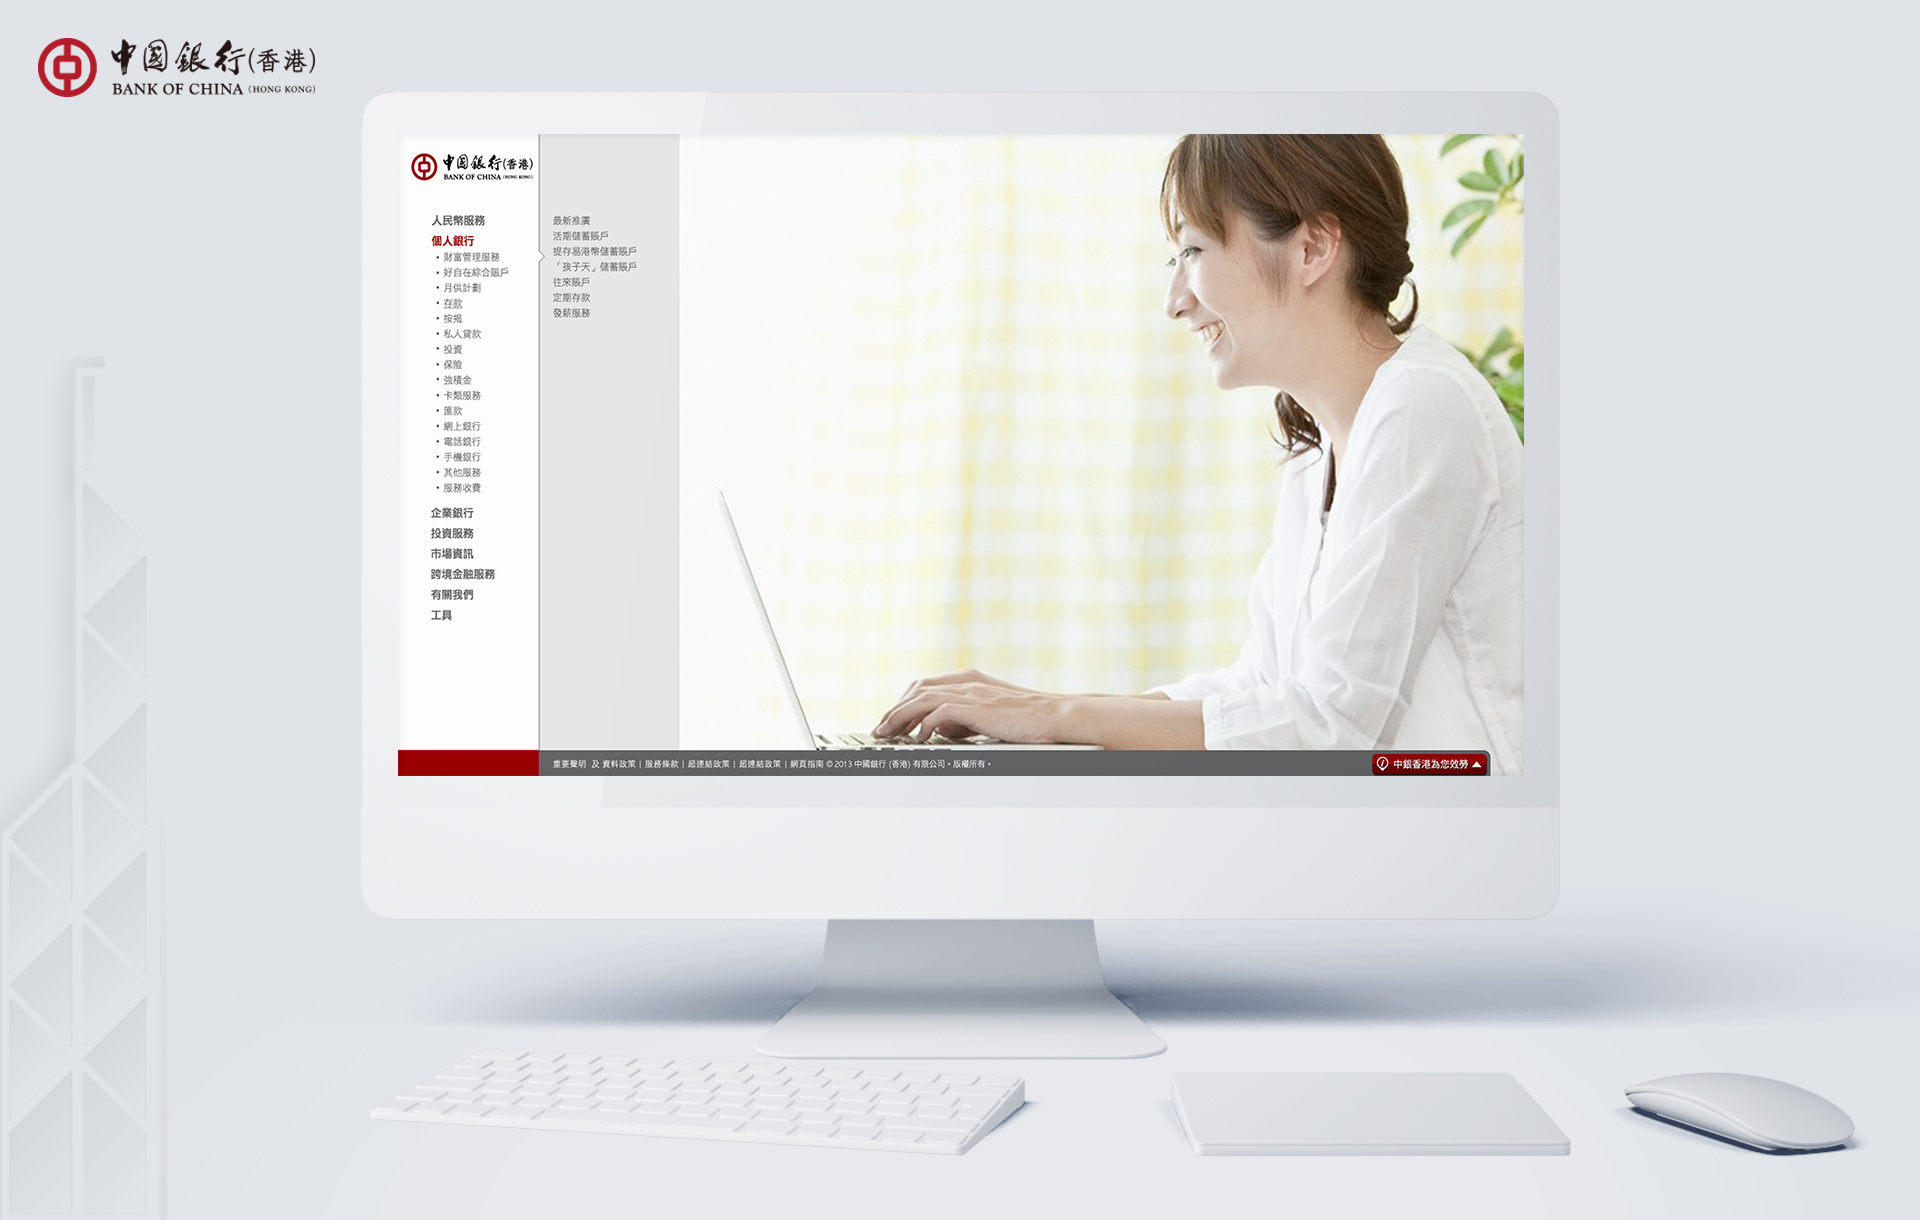 中國銀行(香港)
BANK OF CHINA (HONG KONG)
中國銀行(香港)
BANK OF CHINA (HONG KONG)
人民幣服務
個人銀行
• 財富管理服務
• 好自在綜合賬戶
• 月供計劃
• 存款
• 按揭
• 私人貸款
• 投資
• 保險
• 強積金
• 卡類服務
• 匯款
• 網上銀行
• 電話銀行
• 手機銀行
• 其他服務
• 服務收費
企業銀行
投資服務
市場資訊
跨境金融服務
有關我們
工具
最新推廣
活期儲蓄賬戶
提存易港幣儲蓄賬戶
「孩子天」儲蓄賬戶
往來賬戶
定期存款
發薪服務
重要聲明 及 資料政策 | 服務條款 | 超連結政策 | 超連結政策 | 網頁指南 © 2013 中國銀行 (香港) 有限公司。版權所有。
中銀香港為您效勞